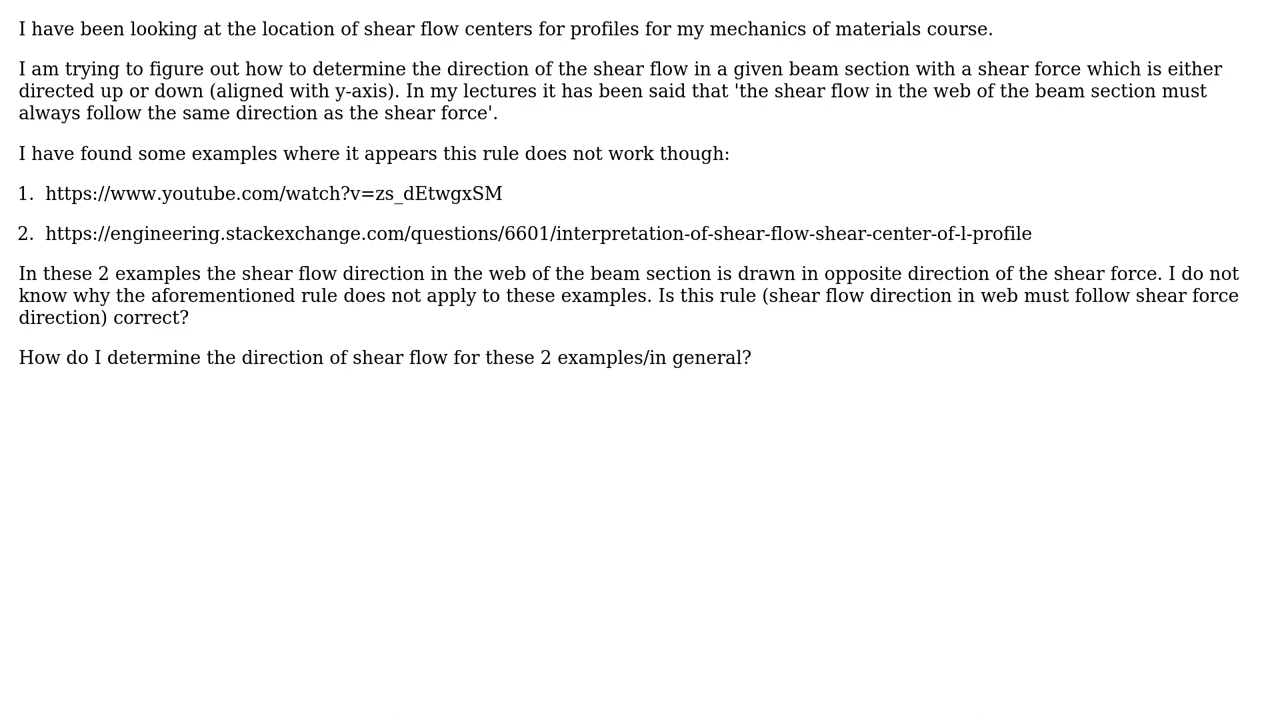 I have been looking at the location of shear flow centers for profiles for my mechanics of materials course.
I am trying to figure out how to determine the direction of the shear flow in a given beam section with a shear force which is either
directed up or down (aligned with y-axis). In my lectures it has been said that 'the shear flow in the web of the beam section must
always follow the same direction as the shear force'.
I have found some examples where it appears this rule does not work though:
1. https://www.youtube.com/watch?v=zs_dEtwgxSM
2. https://engineering.stackexchange.com/questions/6601/interpretation-of-shear-flow-shear-center-of-l-profile
In these 2 examples the shear flow direction in the web of the beam section is drawn in opposite direction of the shear force. I do not
know why the aforementioned rule does not apply to these examples. Is this rule (shear flow direction in web must follow shear force
direction) correct?
How do I determine the direction of shear flow for these 2 examples/in general?